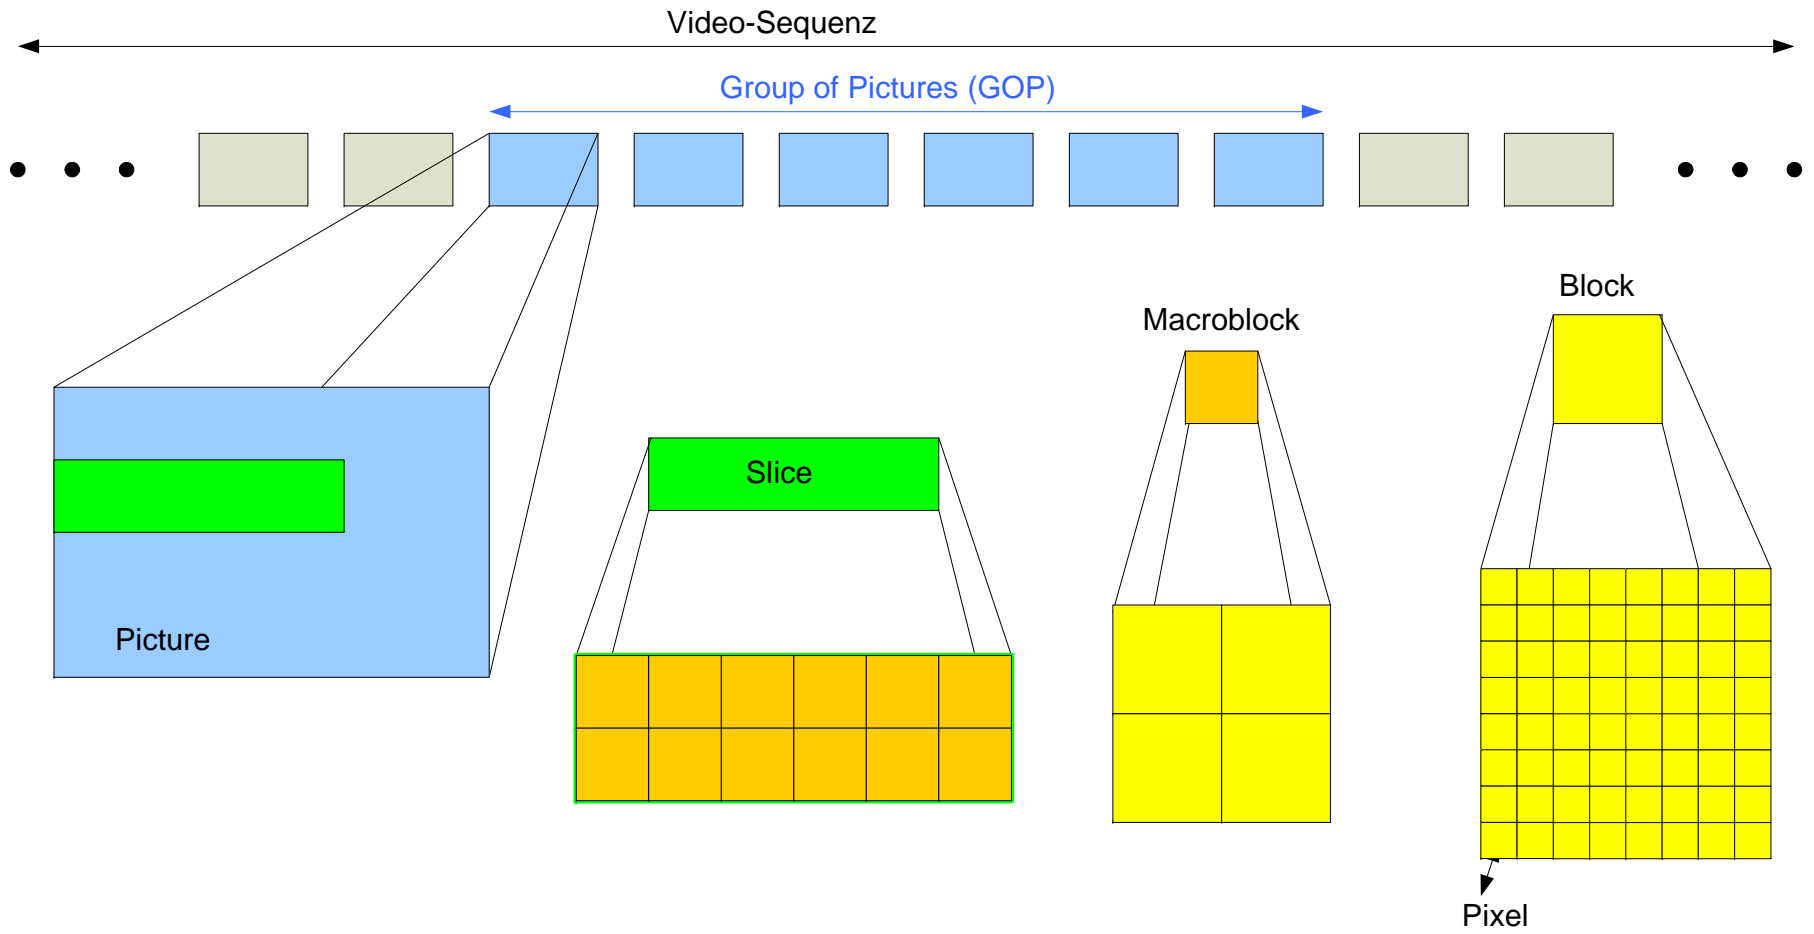 Video-Sequenz
Group of Pictures (GOP)
Block
Macroblock
Slice
Picture
Pixel